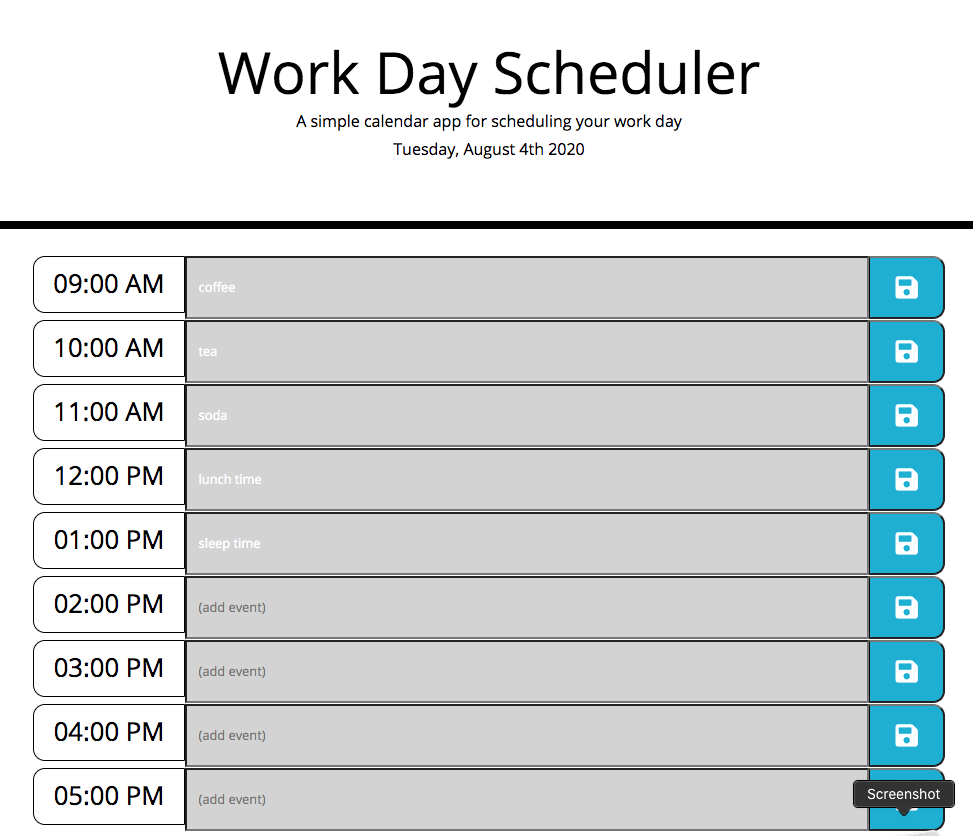 Work Day Scheduler
A simple calendar app for scheduling your work day
Tuesday, August 4th 2020
09:00 AM coffee
10:00 AM tea
11:00 AM soda
12:00 PM lunch time
01:00 PM sleep time
02:00 PM (add event)
03:00 PM (add event)
04:00 PM (add event)
05:00 PM (add event)
Screenshot